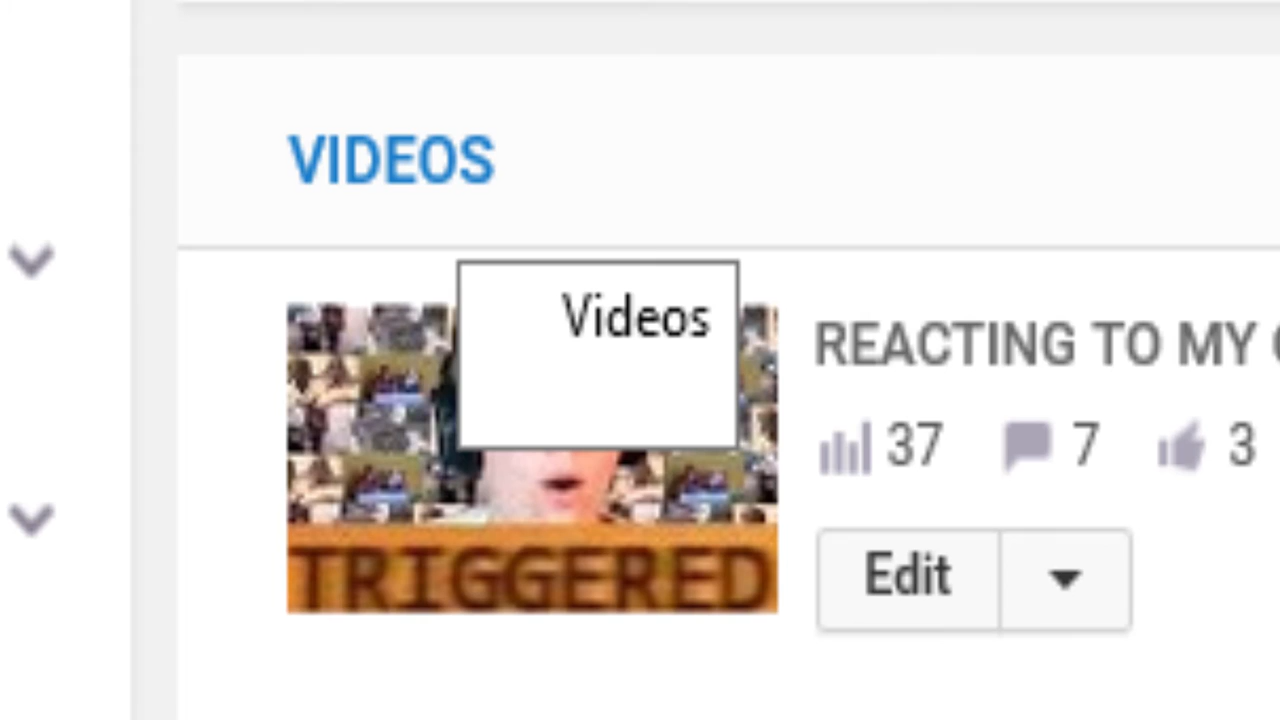 VIDEOS
Videos
REACTING TO MY
37 7 3
TRIGGERED
Edit